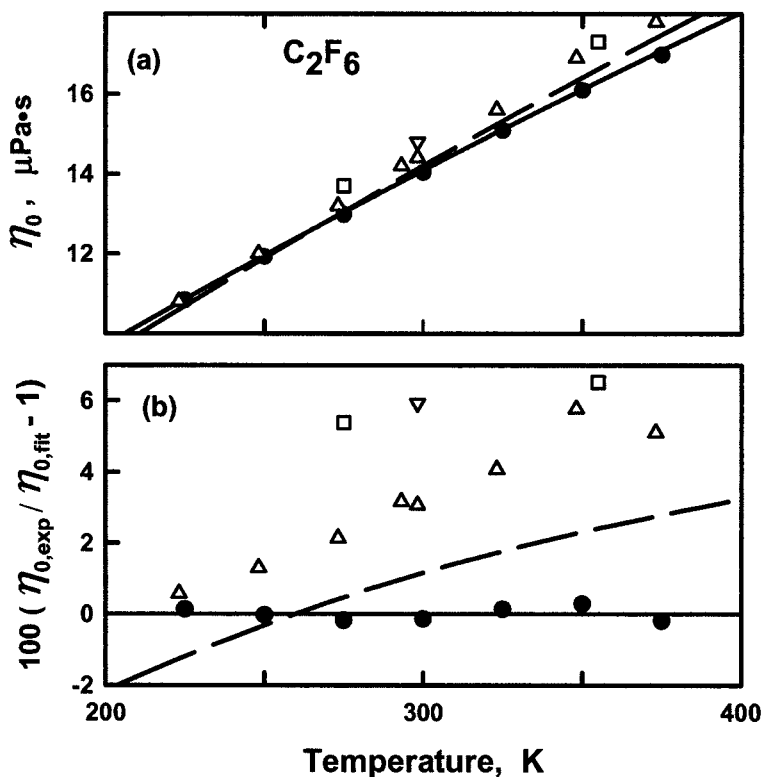 (a)
C₂F₆
16
14
12
η₀ , μPa•s
(b)
6
4
2
0
-2
100 ( η₀,exp / η₀,fit - 1)
200
300
400
Temperature, K